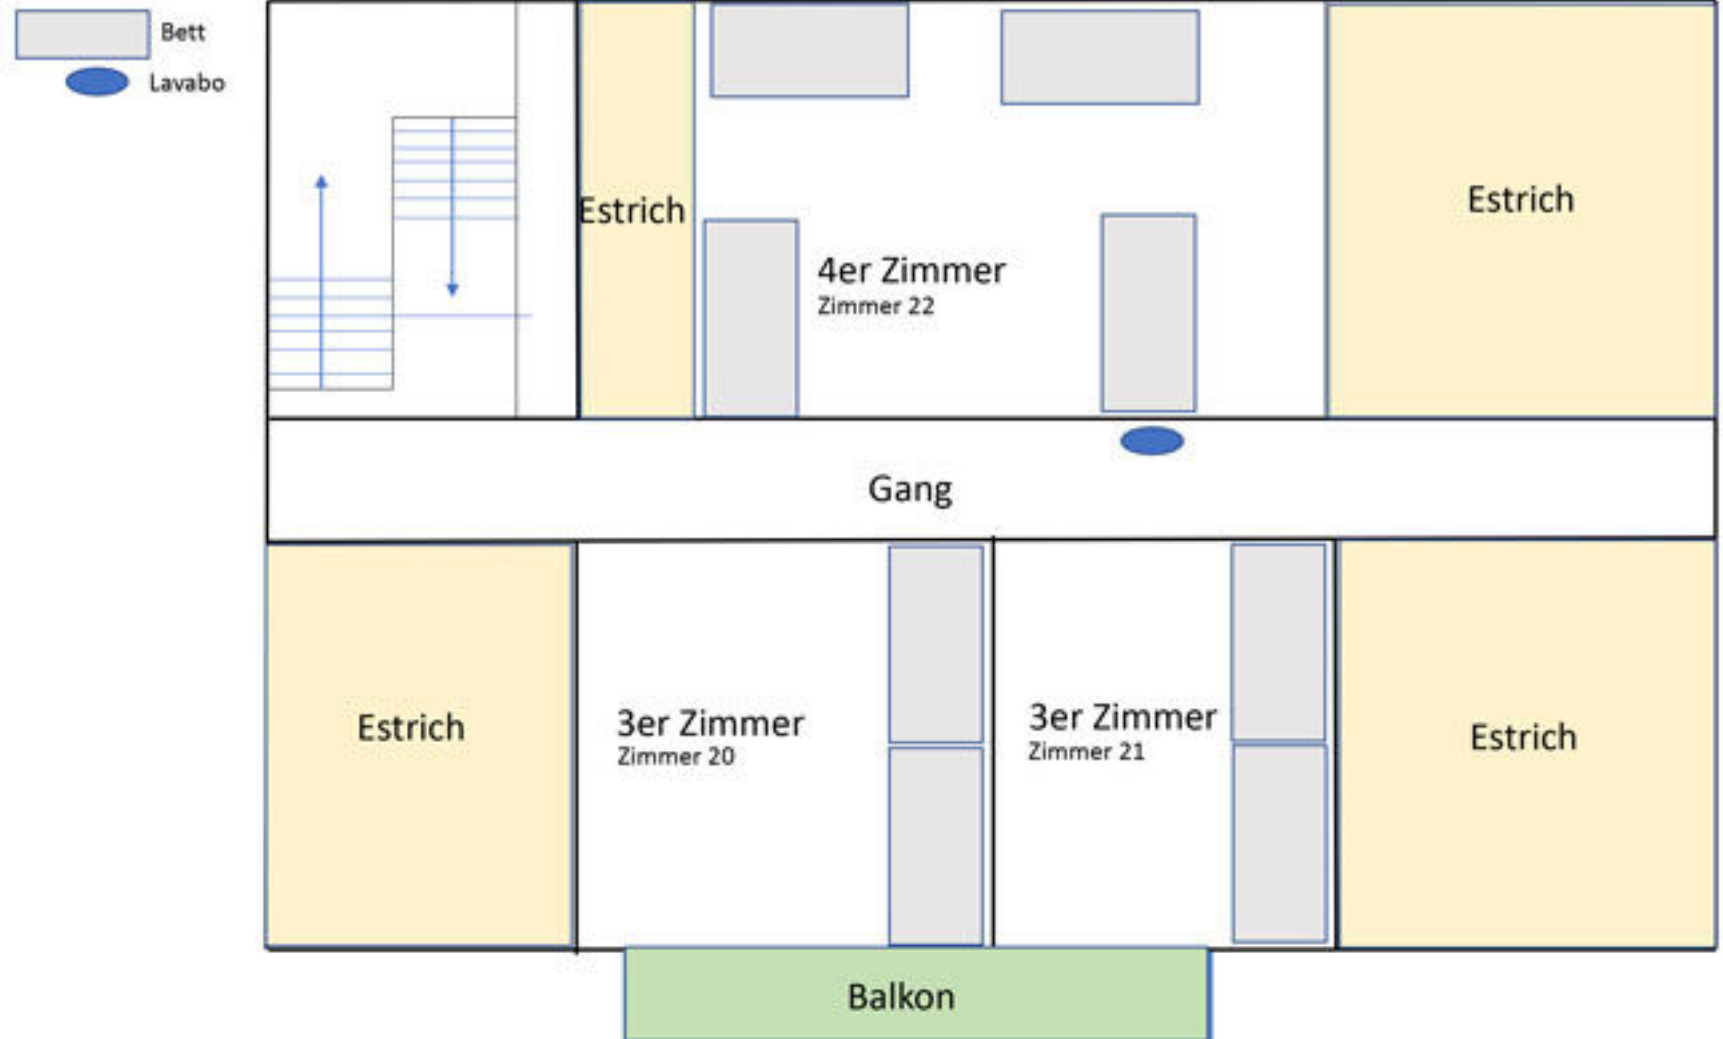 Bett
Lavabo
Estrich
Estrich
4er Zimmer
Zimmer 22
Gang
Estrich
3er Zimmer
Zimmer 20
3er Zimmer
Zimmer 21
Estrich
Balkon